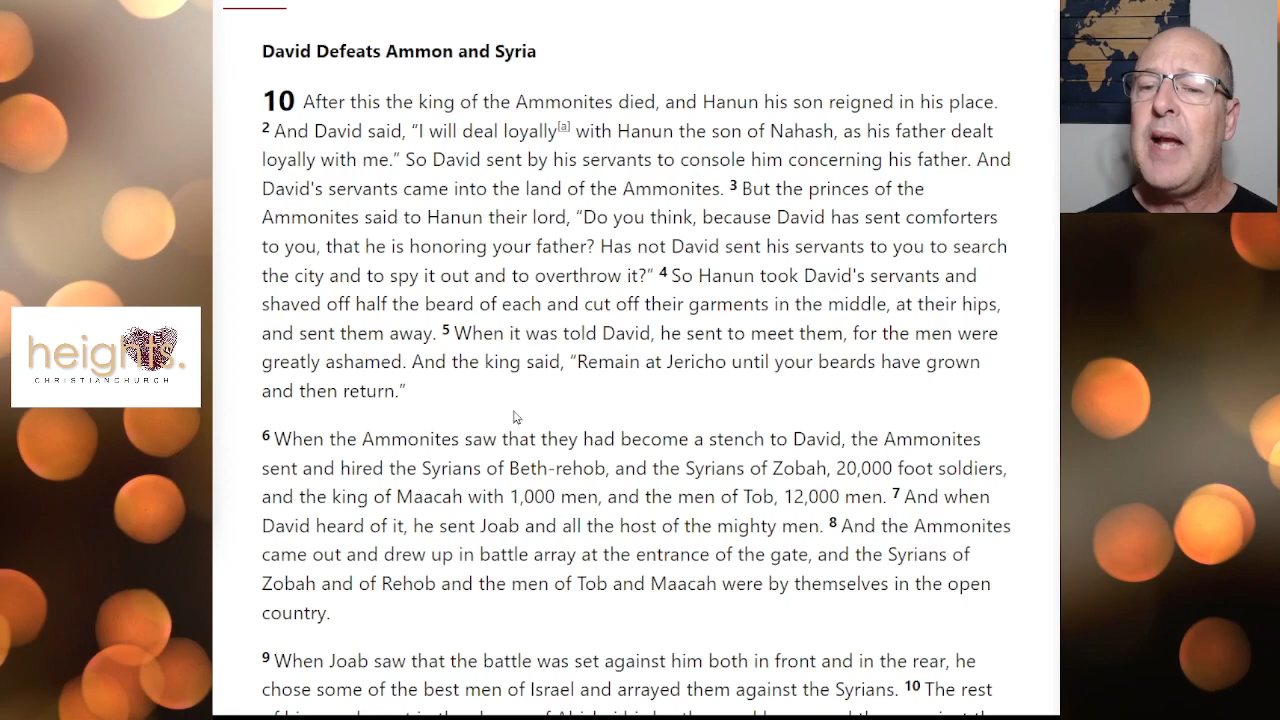 David Defeats Ammon and Syria
10 After this the king of the Ammonites died, and Hanun his son reigned in his place.
2 And David said, “I will deal loyally[a] with Hanun the son of Nahash, as his father dealt
loyally with me.” So David sent by his servants to console him concerning his father. And
David's servants came into the land of the Ammonites. 3 But the princes of the
Ammonites said to Hanun their lord, “Do you think, because David has sent comforters
to you, that he is honoring your father? Has not David sent his servants to you to search
the city and to spy it out and to overthrow it?” 4 So Hanun took David's servants and
shaved off half the beard of each and cut off their garments in the middle, at their hips,
and sent them away. 5 When it was told David, he sent to meet them, for the men were
greatly ashamed. And the king said, “Remain at Jericho until your beards have grown
and then return.”
6 When the Ammonites saw that they had become a stench to David, the Ammonites
sent and hired the Syrians of Beth-rehob, and the Syrians of Zobah, 20,000 foot soldiers,
and the king of Maacah with 1,000 men, and the men of Tob, 12,000 men. 7 And when
David heard of it, he sent Joab and all the host of the mighty men. 8 And the Ammonites
came out and drew up in battle array at the entrance of the gate, and the Syrians of
Zobah and of Rehob and the men of Tob and Maacah were by themselves in the open
country.
9 When Joab saw that the battle was set against him both in front and in the rear, he
chose some of the best men of Israel and arrayed them against the Syrians. 10 The rest
heights.
CHRISTIANCHURCH